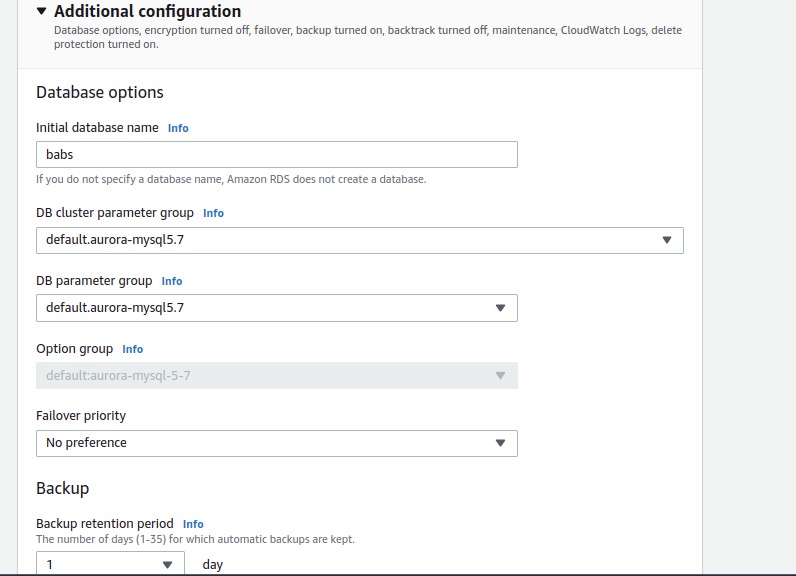 Additional configuration
Database options, encryption turned off, failover, backup turned on, backtrack turned off, maintenance, CloudWatch Logs, delete
protection turned on.
Database options
Initial database name Info
babs
If you do not specify a database name, Amazon RDS does not create a database.
DB cluster parameter group Info
default.aurora-mysql5.7
DB parameter group Info
default.aurora-mysql5.7
Option group Info
default:aurora-mysql-5-7
Failover priority
No preference
Backup
Backup retention period Info
The number of days (1-35) for which automatic backups are kept.
1 day